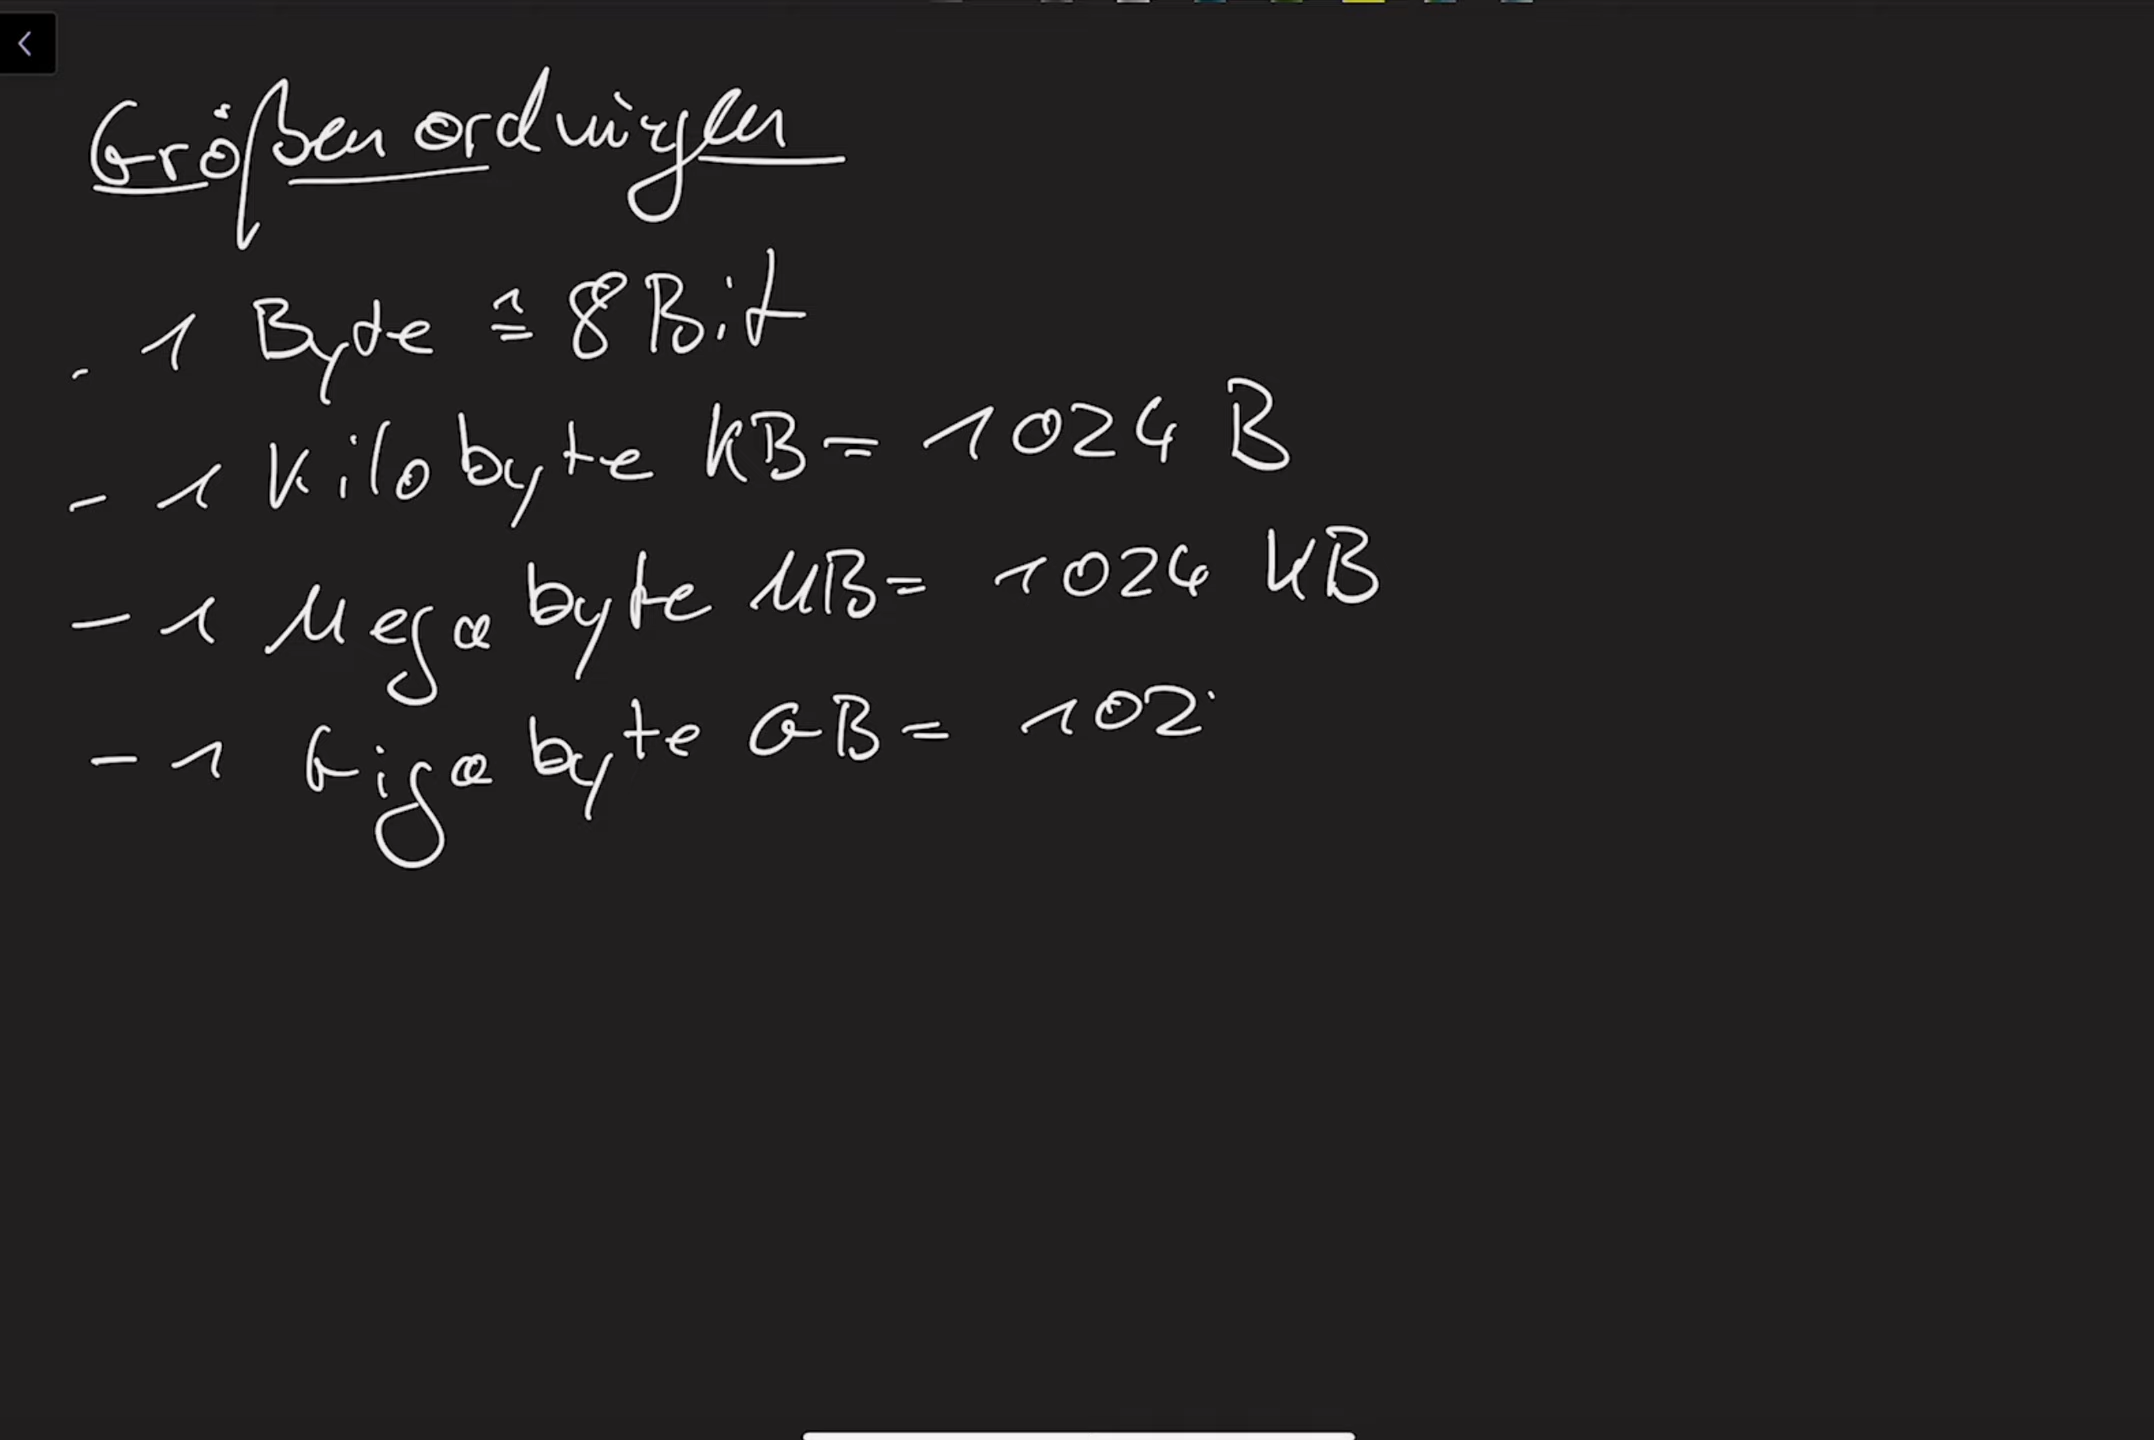 Größenordnungen
- 1 Byte ≙ 8 Bit
- 1 Kilobyte KB = 1024 B
- 1 Megabyte MB = 1024 KB
- 1 Gigabyte GB = 102